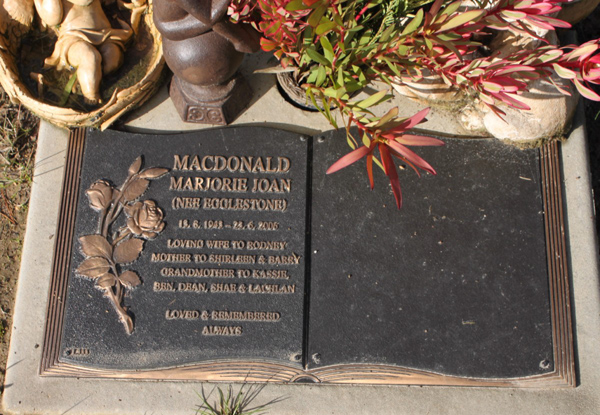 MACDONALD
MARJORIE JOAN
(NEE ECCLESTONE)
LOVING WIFE TO RODNEY
MOTHER TO SHIRLEEN & BARRY
GRANDMOTHER TO KASSIE,
BEN, DEAN, SHAE & LACHLAN
LOVED & REMEMBERED
ALWAYS